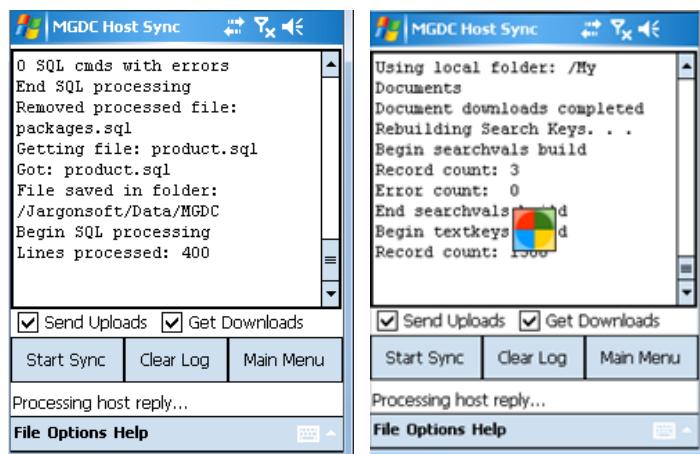 MGDC Host Sync
0 SQL cmds with errors
End SQL processing
Removed processed file:
packages.sql
Getting file: product.sql
Got: product.sql
File saved in folder:
/Jargonsoft/Data/MGDC
Begin SQL processing
Lines processed: 400
Send Uploads Get Downloads
Start Sync Clear Log Main Menu
Processing host reply...
File Options Help
MGDC Host Sync
Using local folder: /My
Documents
Document downloads completed
Rebuilding Search Keys. . .
Begin searchvals build
Record count: 3
Error count: 0
End searchvals
Begin textkeys
Record count:
Send Uploads Get Downloads
Start Sync Clear Log Main Menu
Processing host reply...
File Options Help